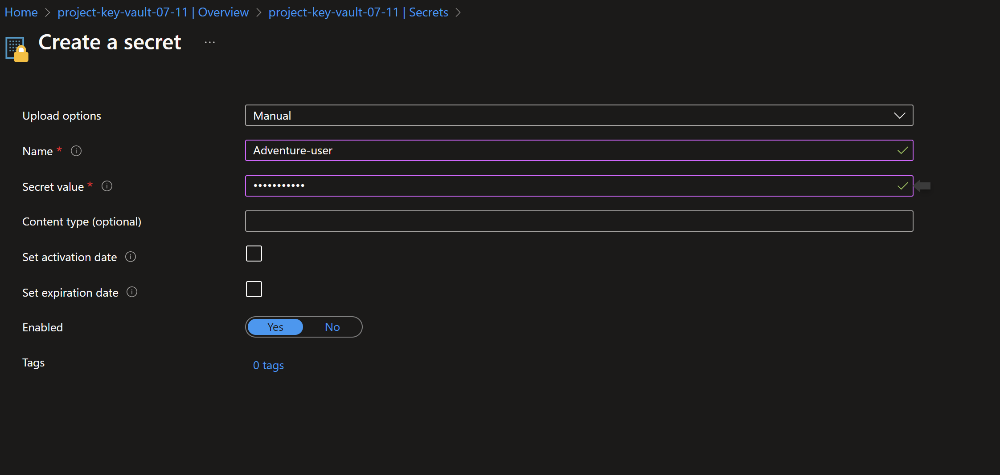 Home > project-key-vault-07-11 | Overview > project-key-vault-07-11 | Secrets >
Create a secret ...
Upload options Manual
Name * Adventure-user
Secret value * •••••••••••
Content type (optional)
Set activation date
Set expiration date
Enabled Yes No
Tags 0 tags